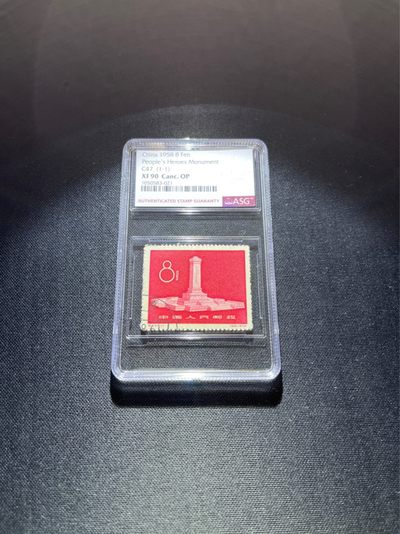 China 1958 8 Fen
People's Heroes Monument
C47 (1-1)
XF 90 Canc. OP
ASG
AUTHENTICATED STAMP GUARANTY
8
中国人民邮政